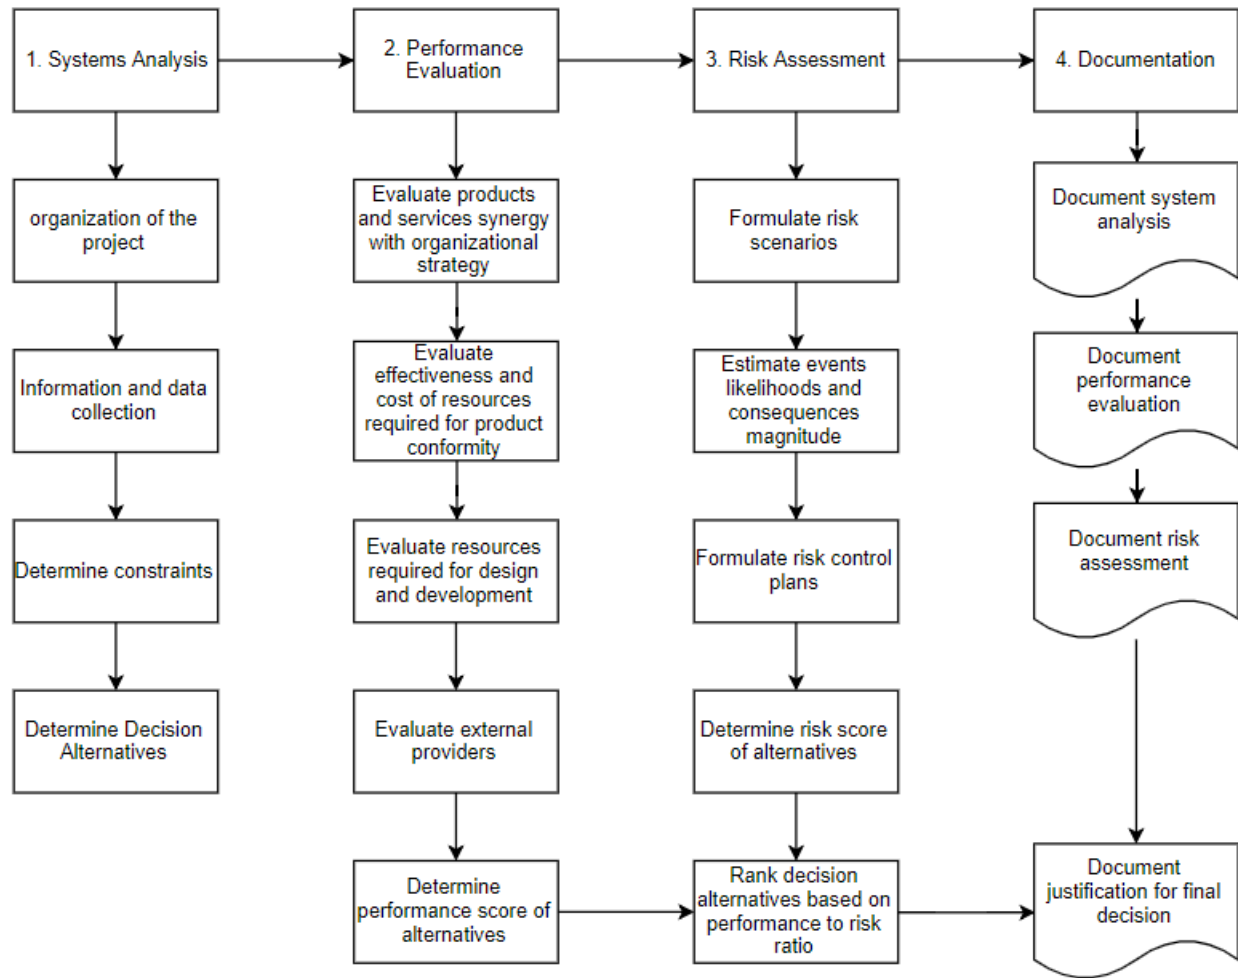 1. Systems Analysis
2. Performance
Evaluation
3. Risk Assessment
4. Documentation
organization of the
project
Evaluate products
and services synergy
with organizational
strategy
Formulate risk
scenarios
Document system
analysis
Information and data
collection
Evaluate
effectiveness and
cost of resources
required for product
conformity
Estimate events
likelihoods and
consequences
magnitude
Document
performance
evaluation
Determine constraints
Evaluate resources
required for design
and development
Formulate risk control
plans
Document risk
assessment
Determine Decision
Alternatives
Evaluate external
providers
Determine risk score
of alternatives
Determine
performance score of
alternatives
Rank decision
alternatives based on
performance to risk
ratio
Document
justification for final
decision